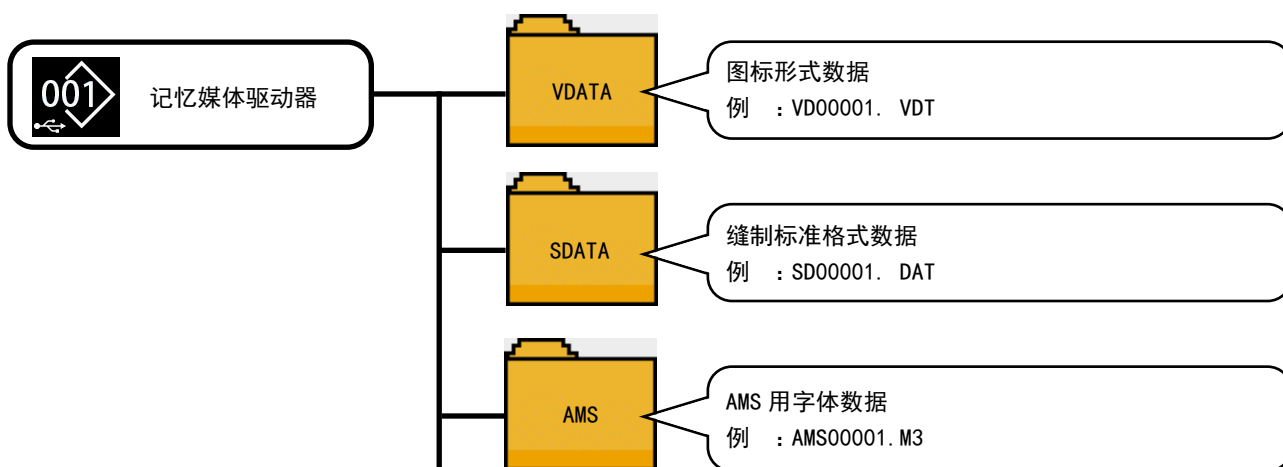 001
记忆媒体驱动器
VDATA
图标形式数据
例 :VD00001. VDT
SDATA
缝制标准格式数据
例 :SD00001. DAT
AMS
AMS 用字体数据
例 :AMS00001.M3